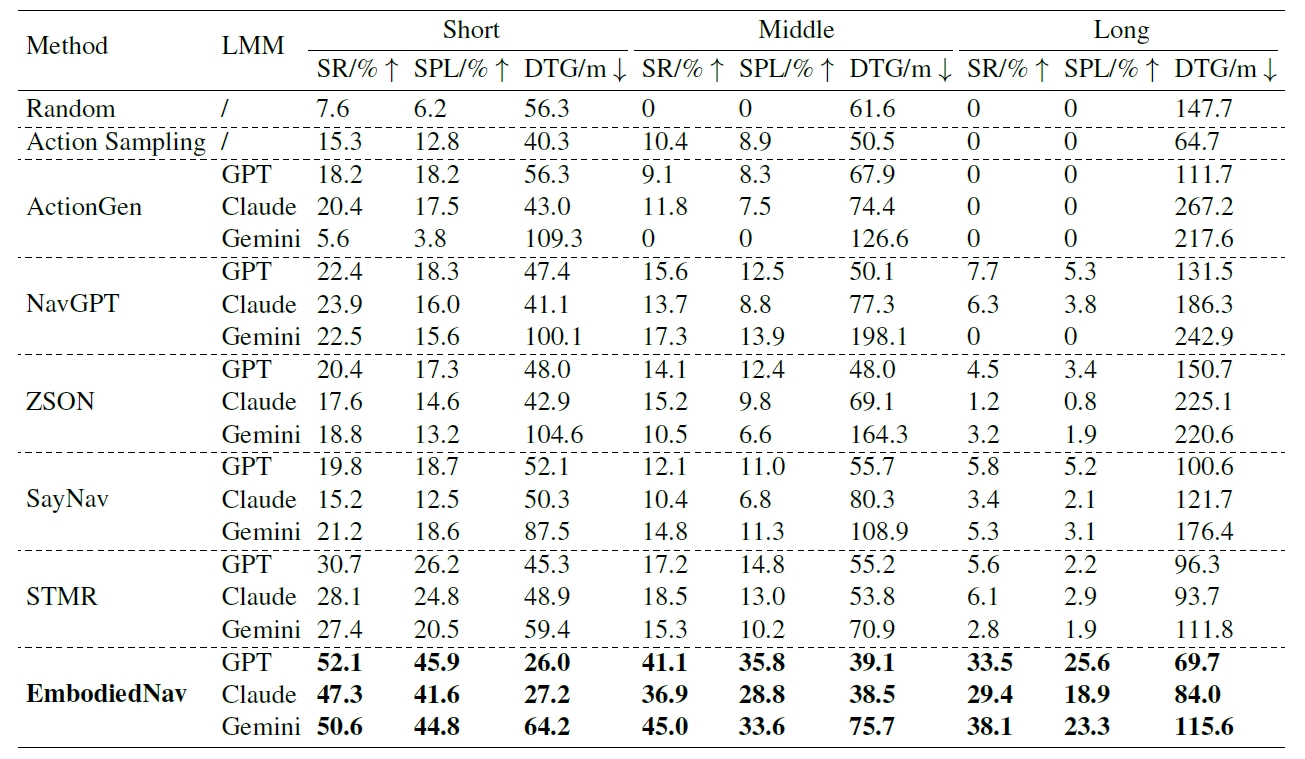 Method LMM Short Middle Long
SR/% ↑ SPL/% ↑ DTG/m ↓ SR/% ↑ SPL/% ↑ DTG/m ↓ SR/% ↑ SPL/% ↑ DTG/m ↓
Random / 7.6 6.2 56.3 0 0 61.6 0 0 147.7
Action Sampling / 15.3 12.8 40.3 10.4 8.9 50.5 0 0 64.7
ActionGen GPT 18.2 18.2 56.3 9.1 8.3 67.9 0 0 111.7
Claude 20.4 17.5 43.0 11.8 7.5 74.4 0 0 267.2
Gemini 5.6 3.8 109.3 0 0 126.6 0 0 217.6
NavGPT GPT 22.4 18.3 47.4 15.6 12.5 50.1 7.7 5.3 131.5
Claude 23.9 16.0 41.1 13.7 8.8 77.3 6.3 3.8 186.3
Gemini 22.5 15.6 100.1 17.3 13.9 198.1 0 0 242.9
ZSON GPT 20.4 17.3 48.0 14.1 12.4 48.0 4.5 3.4 150.7
Claude 17.6 14.6 42.9 15.2 9.8 69.1 1.2 0.8 225.1
Gemini 18.8 13.2 104.6 10.5 6.6 164.3 3.2 1.9 220.6
SayNav GPT 19.8 18.7 52.1 12.1 11.0 55.7 5.8 5.2 100.6
Claude 15.2 12.5 50.3 10.4 6.8 80.3 3.4 2.1 121.7
Gemini 21.2 18.6 87.5 14.8 11.3 108.9 5.3 3.1 176.4
STMR GPT 30.7 26.2 45.3 17.2 14.8 55.2 5.6 2.2 96.3
Claude 28.1 24.8 48.9 18.5 13.0 53.8 6.1 2.9 93.7
Gemini 27.4 20.5 59.4 15.3 10.2 70.9 2.8 1.9 111.8
EmbodiedNav GPT 52.1 45.9 26.0 41.1 35.8 39.1 33.5 25.6 69.7
Claude 47.3 41.6 27.2 36.9 28.8 38.5 29.4 18.9 84.0
Gemini 50.6 44.8 64.2 45.0 33.6 75.7 38.1 23.3 115.6